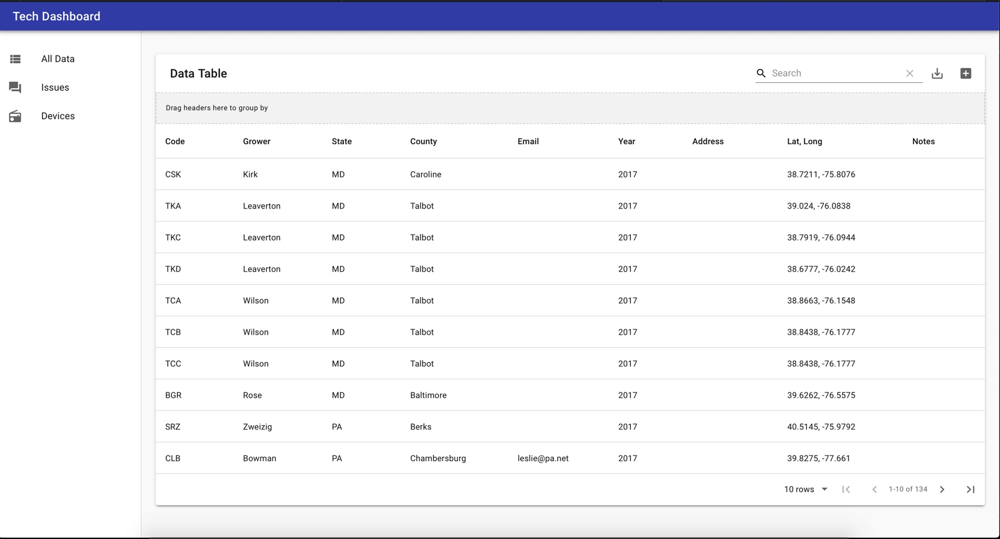 Tech Dashboard
All Data
Issues
Devices
Data Table
Search
Drag headers here to group by
Code Grower State County Email Year Address Lat, Long Notes
CSK Kirk MD Caroline 2017 38.7211, -75.8076
TKA Leaverton MD Talbot 2017 39.024, -76.0838
TKC Leaverton MD Talbot 2017 38.7919, -76.0944
TKD Leaverton MD Talbot 2017 38.6777, -76.0242
TCA Wilson MD Talbot 2017 38.8663, -76.1548
TCB Wilson MD Talbot 2017 38.8438, -76.1777
TCC Wilson MD Talbot 2017 38.8438, -76.1777
BGR Rose MD Baltimore 2017 39.6262, -76.5575
SRZ Zweizig PA Berks 2017 40.5145, -75.9792
CLB Bowman PA Chambersburg leslie@pa.net 2017 39.8275, -77.661
10 rows 1-10 of 134